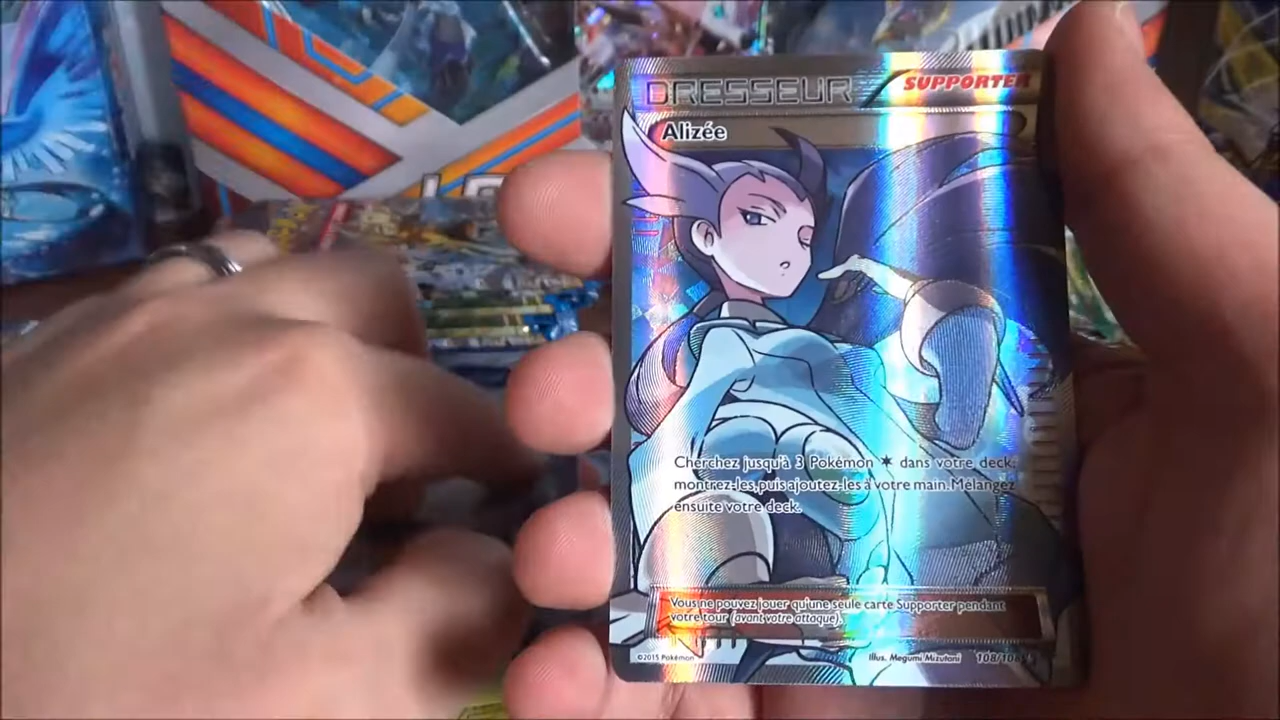 DRESSEUR
SUPPORTER
Alizée
Cherchez jusqu'à 3 Pokémon dans votre deck,
montrez-les, puis ajoutez-les à votre main. Mélangez
ensuite votre deck.
Vous ne pouvez jouer qu'une seule carte Supporter pendant
votre tour (avant votre attaque).
©2015 Pokémon
Illus. Megumi Mizutani
108/108